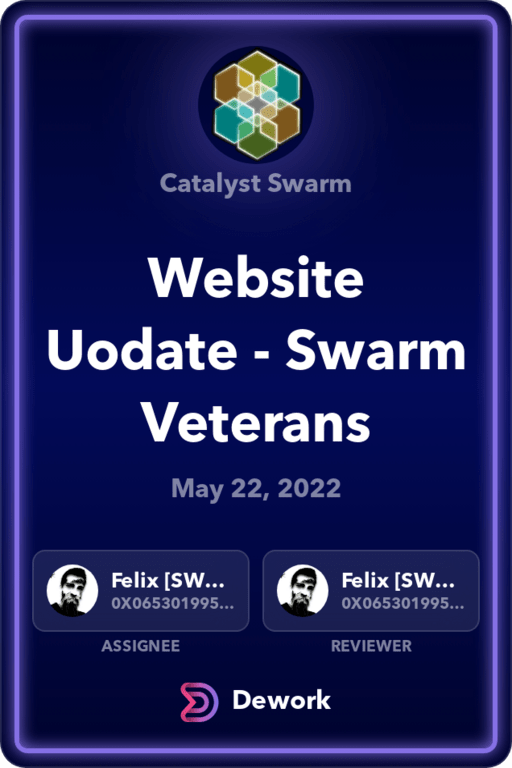 Catalyst Swarm
Website
Uodate - Swarm
Veterans
May 22, 2022
Felix [SW...
0X065301995...
Felix [SW...
0X065301995...
ASSIGNEE
REVIEWER
Dework